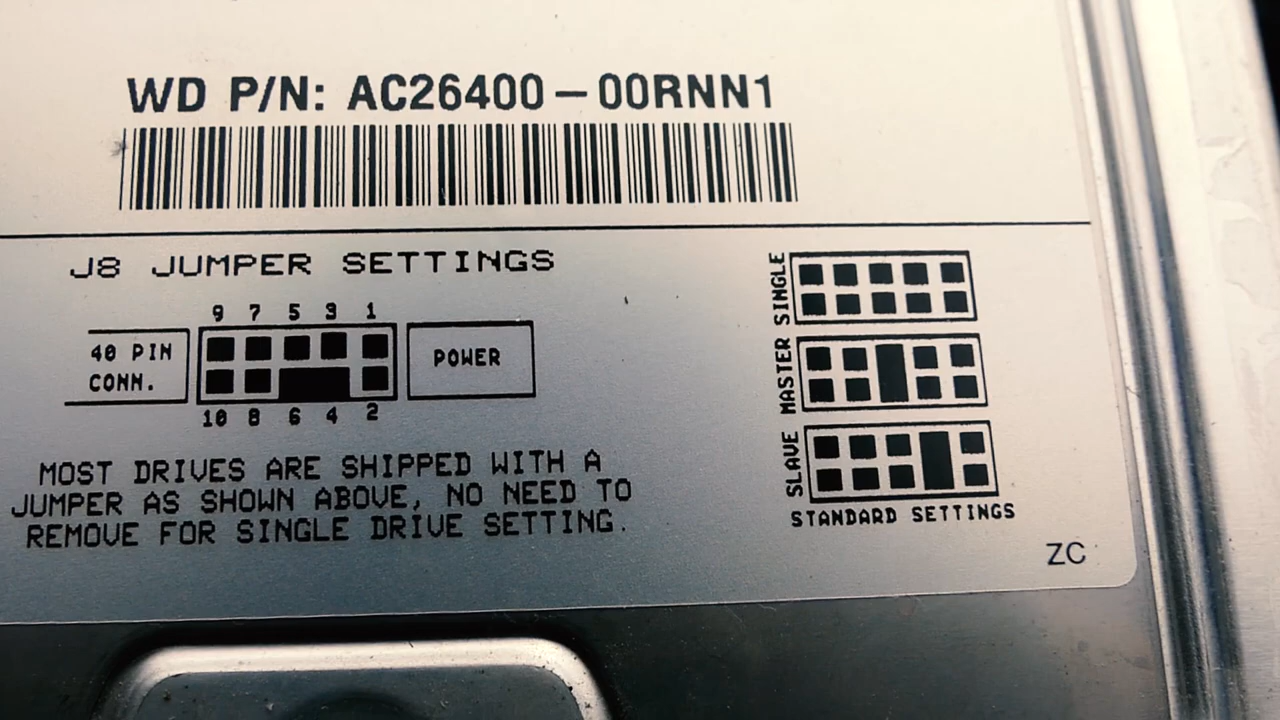 WD P/N: AC26400-00RNN1
J8 JUMPER SETTINGS
9 7 5 3 1
40 PIN
CONN.
POWER
10 8 6 4 2
MOST DRIVES ARE SHIPPED WITH A
JUMPER AS SHOWN ABOVE, NO NEED TO
REMOVE FOR SINGLE DRIVE SETTING.
SINGLE
MASTER
SLAVE
STANDARD SETTINGS
ZC